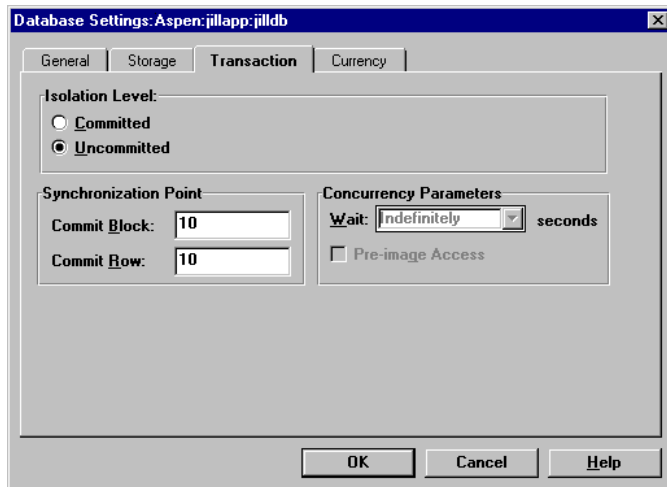 Database Settings:Aspen:jillapp:jilldb
General Storage Transaction Currency
Isolation Level:
Committed
Uncommitted
Synchronization Point
Commit Block: 10
Commit Row: 10
Concurrency Parameters
Wait: Indefinitely seconds
Pre-image Access
OK Cancel Help